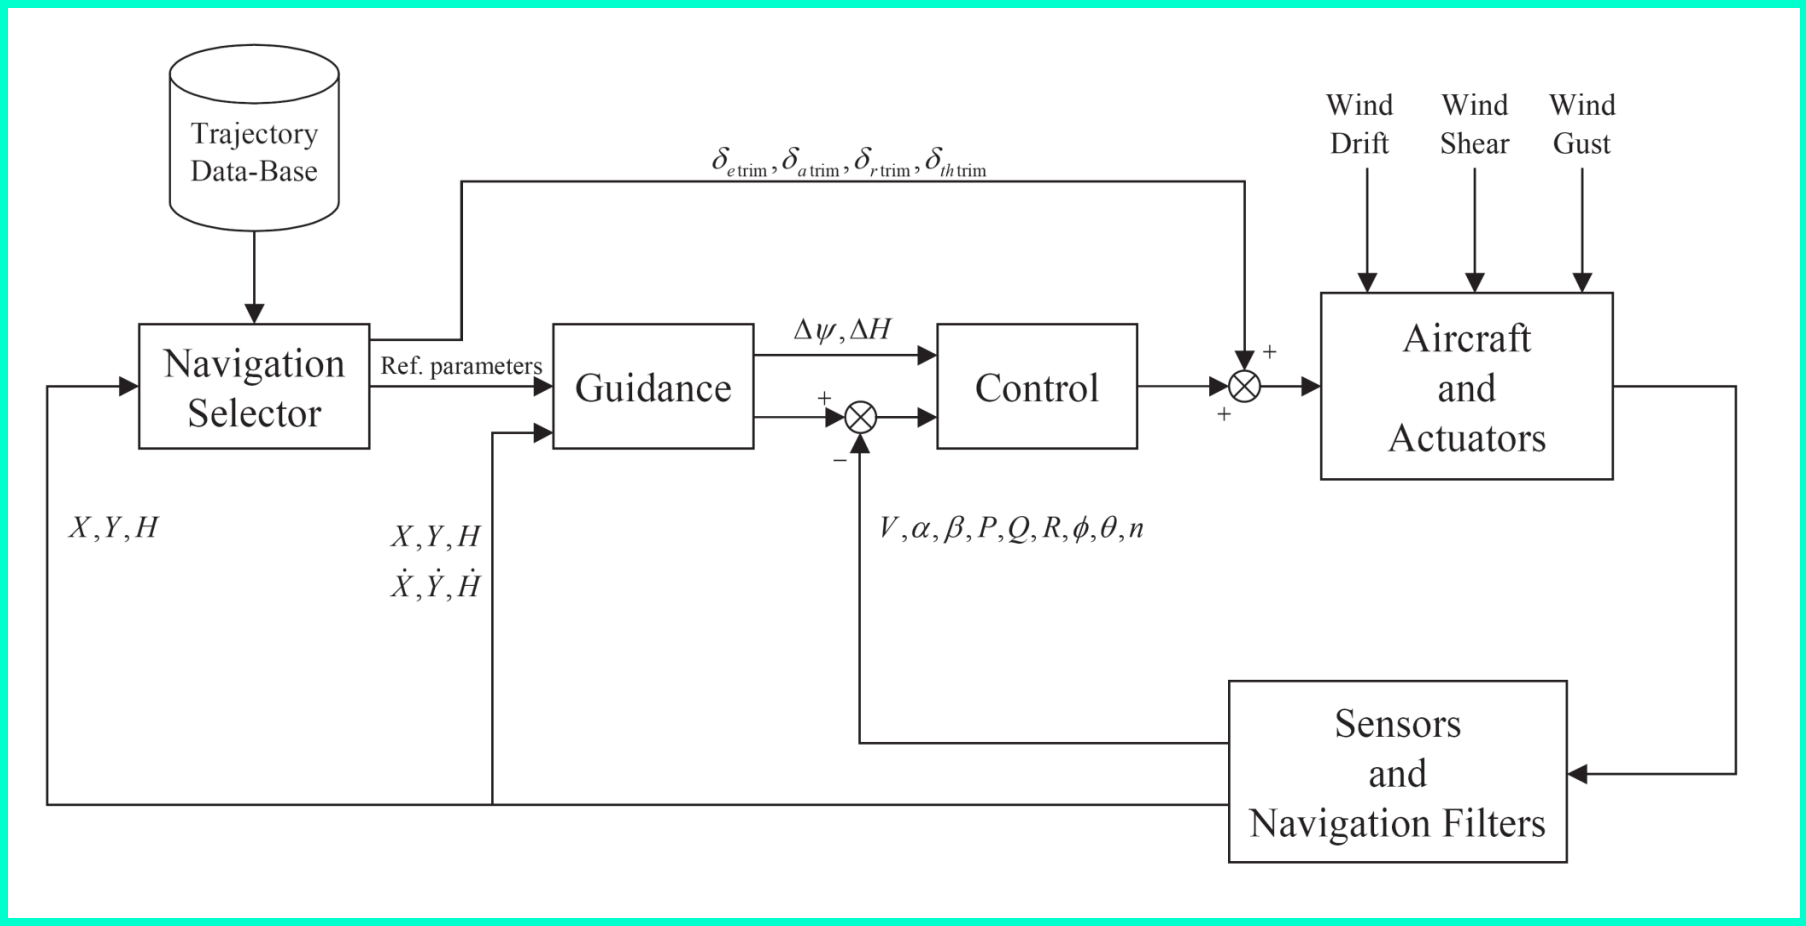 Trajectory
Data-Base
Wind
Drift
Wind
Shear
Wind
Gust
δe trim, δa trim, δr trim, δth trim
Navigation
Selector
Ref. parameters
Guidance
Δψ, ΔH
+
−
Control
+
+
Aircraft
and
Actuators
X, Y, H
X, Y, H
Ẋ, Ẏ, Ḣ
V, α, β, P, Q, R, ϕ, θ, n
Sensors
and
Navigation Filters